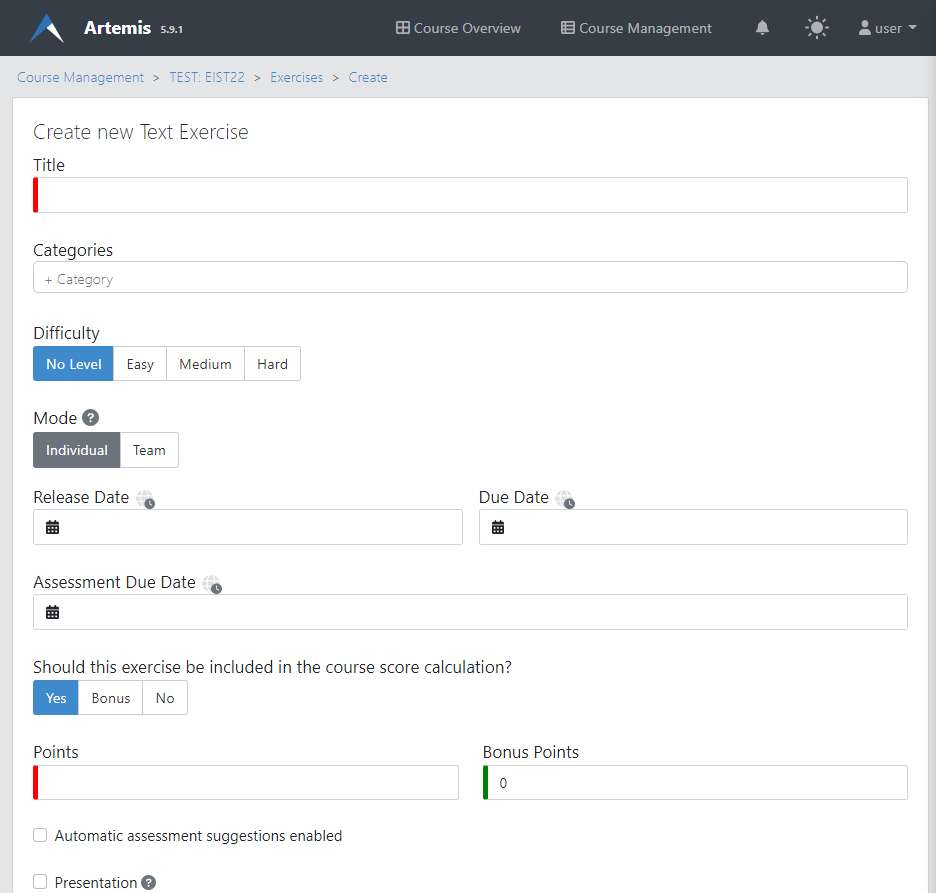 Artemis 5.9.1 Course Overview Course Management user
Course Management > TEST: EIST22 > Exercises > Create
Create new Text Exercise
Title
Categories
+ Category
Difficulty
No Level Easy Medium Hard
Mode ?
Individual Team
Release Date Due Date
Assessment Due Date
Should this exercise be included in the course score calculation?
Yes Bonus No
Points Bonus Points
0
Automatic assessment suggestions enabled
Presentation ?